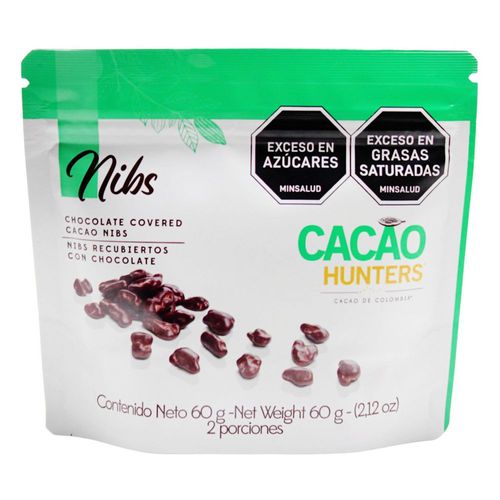 Nibs
CHOCOLATE COVERED
CACAO NIBS
NIBS RECUBIERTOS
CON CHOCOLATE
EXCESO EN
AZÚCARES
MINSALUD
EXCESO EN
GRASAS
SATURADAS
MINSALUD
CACAO
HUNTERS
CACAO DE COLOMBIA
Contenido Neto 60 g -Net Weight 60 g - (2,12 oz)
2 porciones